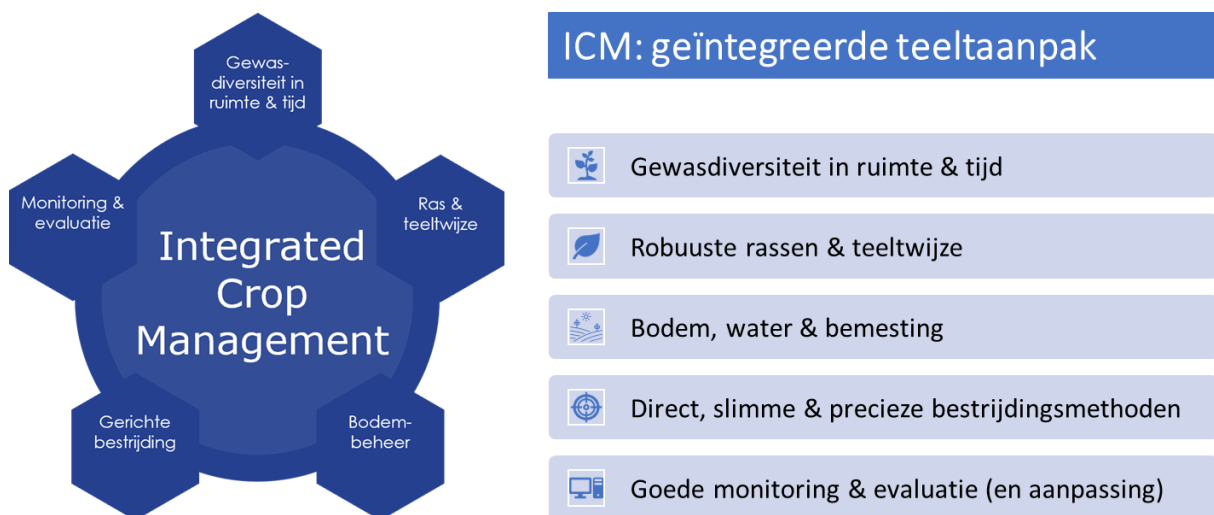 Gewas-
diversiteit in
ruimte & tijd
Monitoring &
evaluatie
Ras &
teeltwijze
Integrated
Crop
Management
Gerichte
bestrijding
Bodem-
beheer
ICM: geïntegreerde teeltaanpak
Gewasdiversiteit in ruimte & tijd
Robuuste rassen & teeltwijze
Bodem, water & bemesting
Direct, slimme & precieze bestrijdingsmethoden
Goede monitoring & evaluatie (en aanpassing)